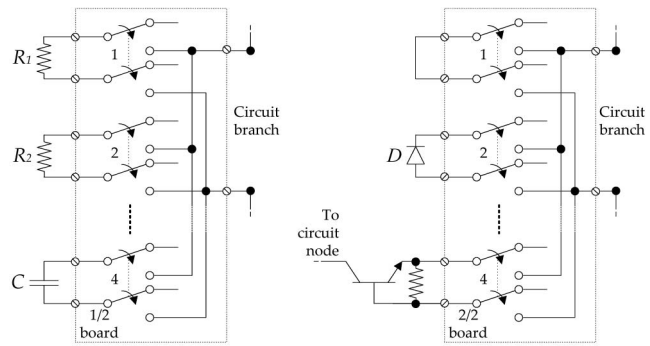 R1
1
Circuit
branch
R2
2
C
4
1/2
board
1
Circuit
branch
D
2
To
circuit
node
4
2/2
board